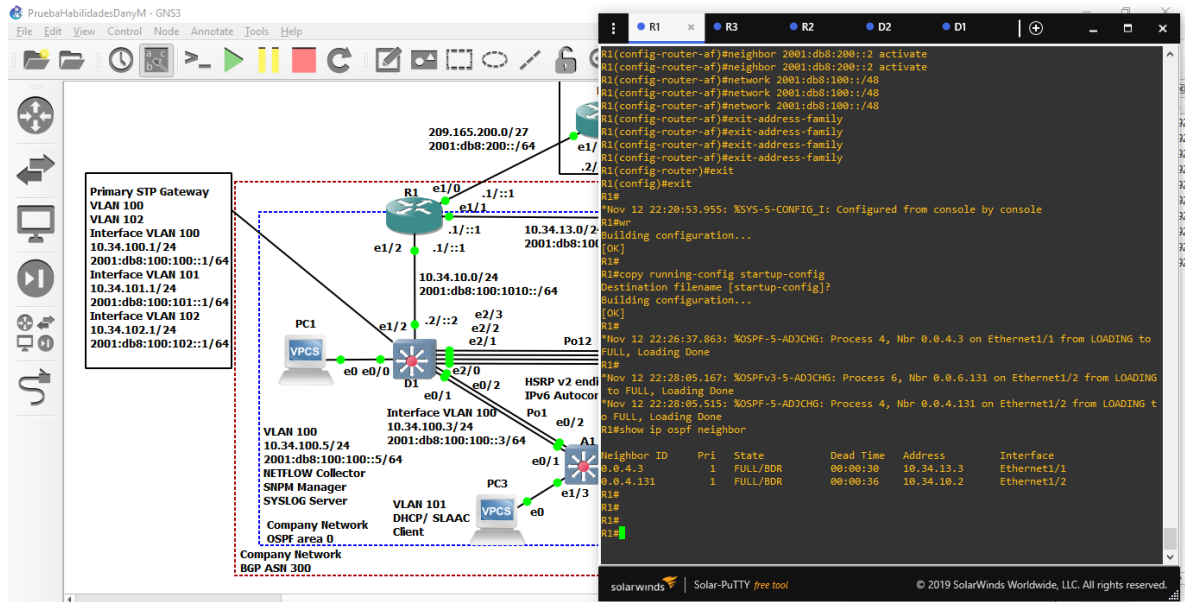 PruebaHabilidadesDanyM - GNS3
File Edit View Control Node Annotate Tools Help
209.165.200.0/27
2001:db8:200::/64
e1/
.2/
Primary STP Gateway
VLAN 100
VLAN 102
Interface VLAN 100
10.34.100.1/24
2001:db8:100:100::1/64
Interface VLAN 101
10.34.101.1/24
2001:db8:100:101::1/64
Interface VLAN 102
10.34.102.1/24
2001:db8:100:102::1/64
R1
e1/0
.1/::1
e1/1
.1/::1
10.34.13.0/2
2001:db8:100
e1/2
.1/::1
10.34.10.0/24
2001:db8:100:1010::/64
PC1
VPCS
e0
e0/0
e1/2
.2/::2
e2/3
e2/2
e2/1
Po12
D1
e2/0
e0/2
e0/1
HSRP v2 endi
IPv6 Autocor
Interface VLAN 100
10.34.100.3/24
2001:db8:100:100::3/64
Po1
e0/2
A1
e0/1
e1/3
VLAN 100
10.34.100.5/24
2001:db8:100:100::5/64
NETFLOW Collector
SNPM Manager
SYSLOG Server
PC3
VPCS
e0
VLAN 101
DHCP/ SLAAC
Client
Company Network
OSPF area 0
Company Network
BGP ASN 300
R1 × R3 R2 D2 D1
R1(config-router-af)#neighbor 2001:db8:200::2 activate
R1(config-router-af)#neighbor 2001:db8:200::2 activate
R1(config-router-af)#network 2001:db8:100::/48
R1(config-router-af)#network 2001:db8:100::/48
R1(config-router-af)#network 2001:db8:100::/48
R1(config-router-af)#exit-address-family
R1(config-router-af)#exit-address-family
R1(config-router-af)#exit-address-family
R1(config-router-af)#exit-address-family
R1(config-router)#exit
R1(config)#exit
R1#
*Nov 12 22:20:53.955: %SYS-5-CONFIG_I: Configured from console by console
R1#wr
Building configuration...
[OK]
R1#
R1#copy running-config startup-config
Destination filename [startup-config]?
Building configuration...
[OK]
R1#
*Nov 12 22:26:37.863: %OSPF-5-ADJCHG: Process 4, Nbr 0.0.4.3 on Ethernet1/1 from LOADING to
FULL, Loading Done
R1#
*Nov 12 22:28:05.167: %OSPFv3-5-ADJCHG: Process 6, Nbr 0.0.6.131 on Ethernet1/2 from LOADING
to FULL, Loading Done
*Nov 12 22:28:05.515: %OSPF-5-ADJCHG: Process 4, Nbr 0.0.4.131 on Ethernet1/2 from LOADING t
o FULL, Loading Done
R1#show ip ospf neighbor
Neighbor ID Pri State Dead Time Address Interface
0.0.4.3 1 FULL/BDR 00:00:30 10.34.13.3 Ethernet1/1
0.0.4.131 1 FULL/BDR 00:00:36 10.34.10.2 Ethernet1/2
R1#
R1#
R1#
R1#
solarwinds Solar-PuTTY free tool © 2019 SolarWinds Worldwide, LLC. All rights reserved.